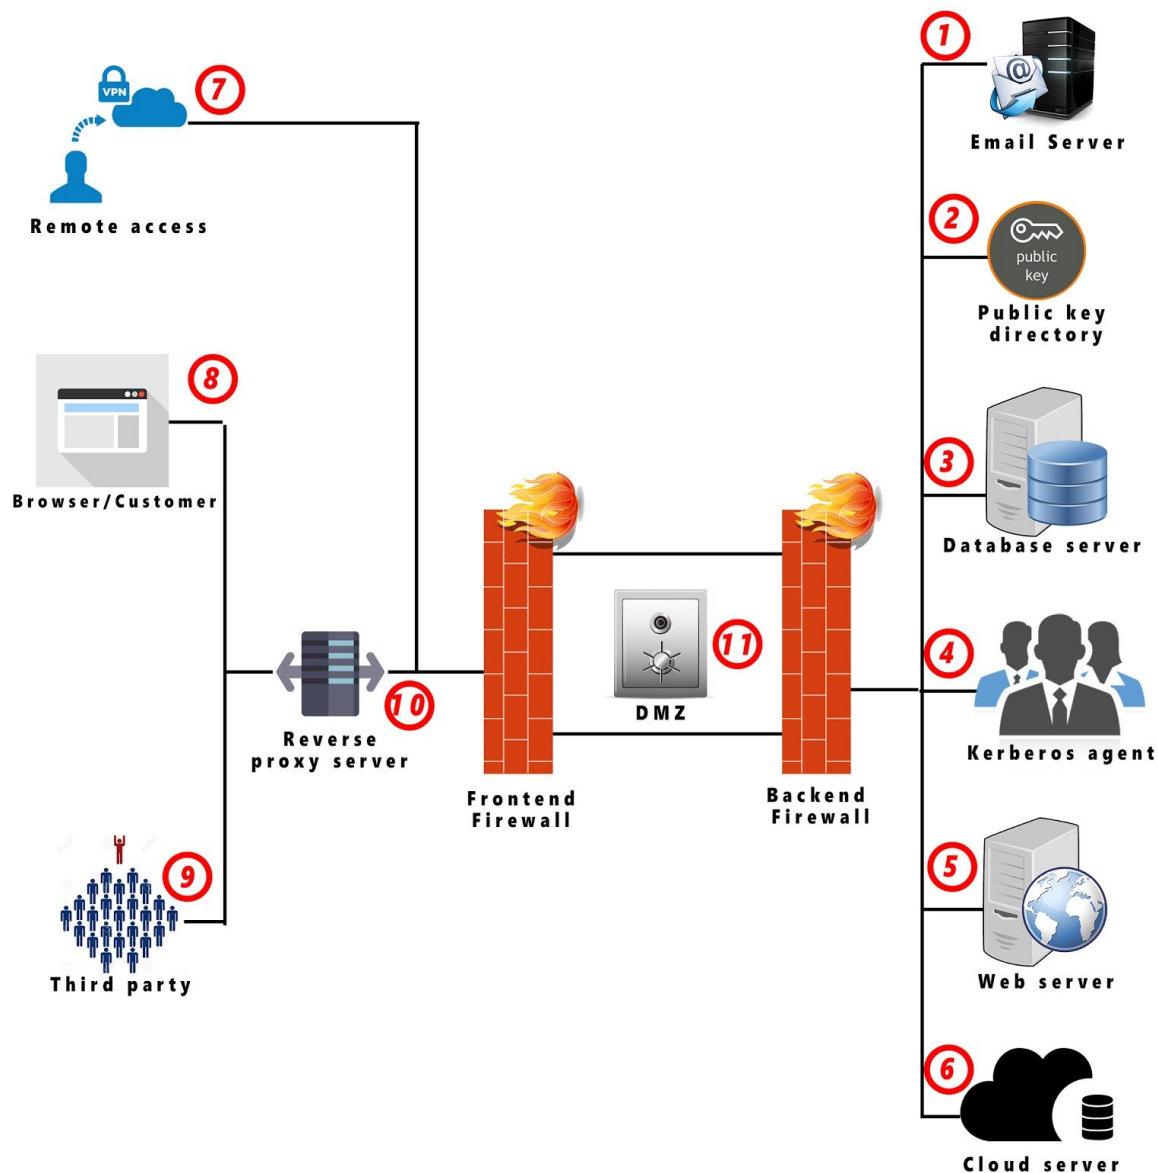 1
@
Email Server
7
VPN
Remote access
2
public
key
Public key
directory
8
Browser/Customer
3
Database server
11
DMZ
4
Kerberos agent
10
Reverse
proxy server
Frontend
Firewall
Backend
Firewall
9
Third party
5
Web server
6
Cloud server